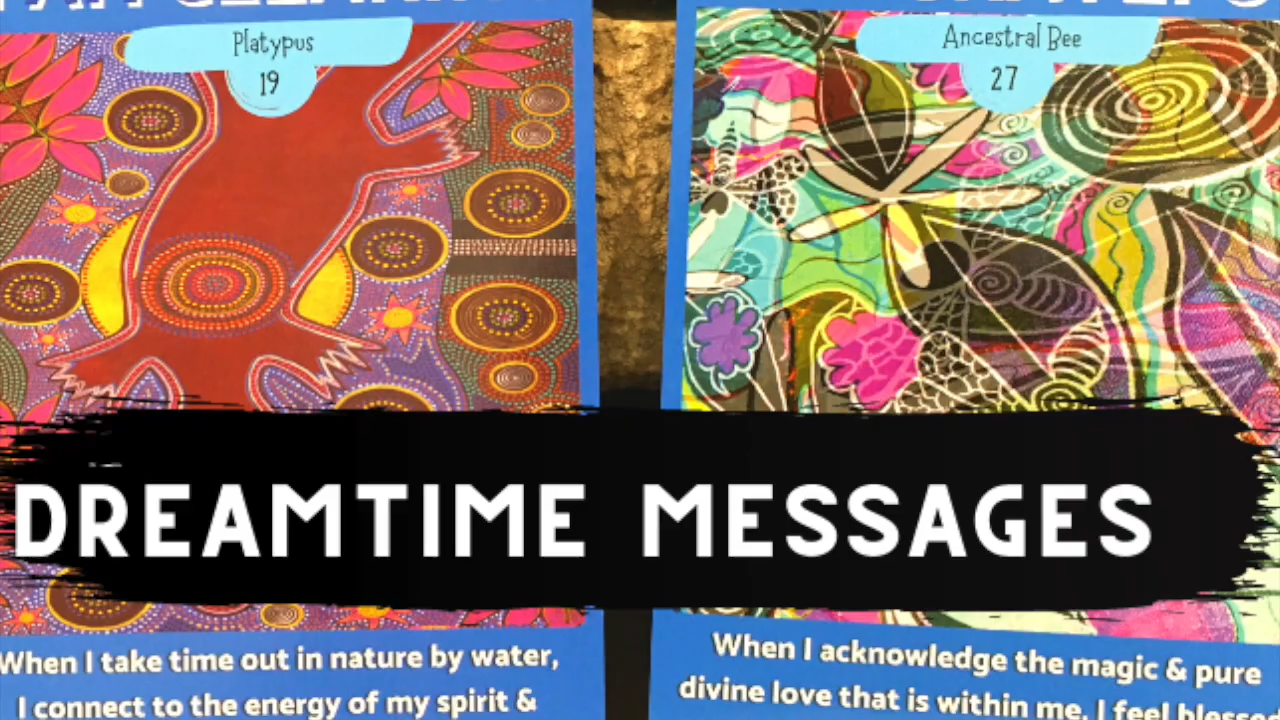 Platypus
19
Ancestral Bee
27
DREAMTIME MESSAGES
When I take time out in nature by water,
I connect to the energy of my spirit &
When I acknowledge the magic & pure
divine love that is within me, I feel blessed